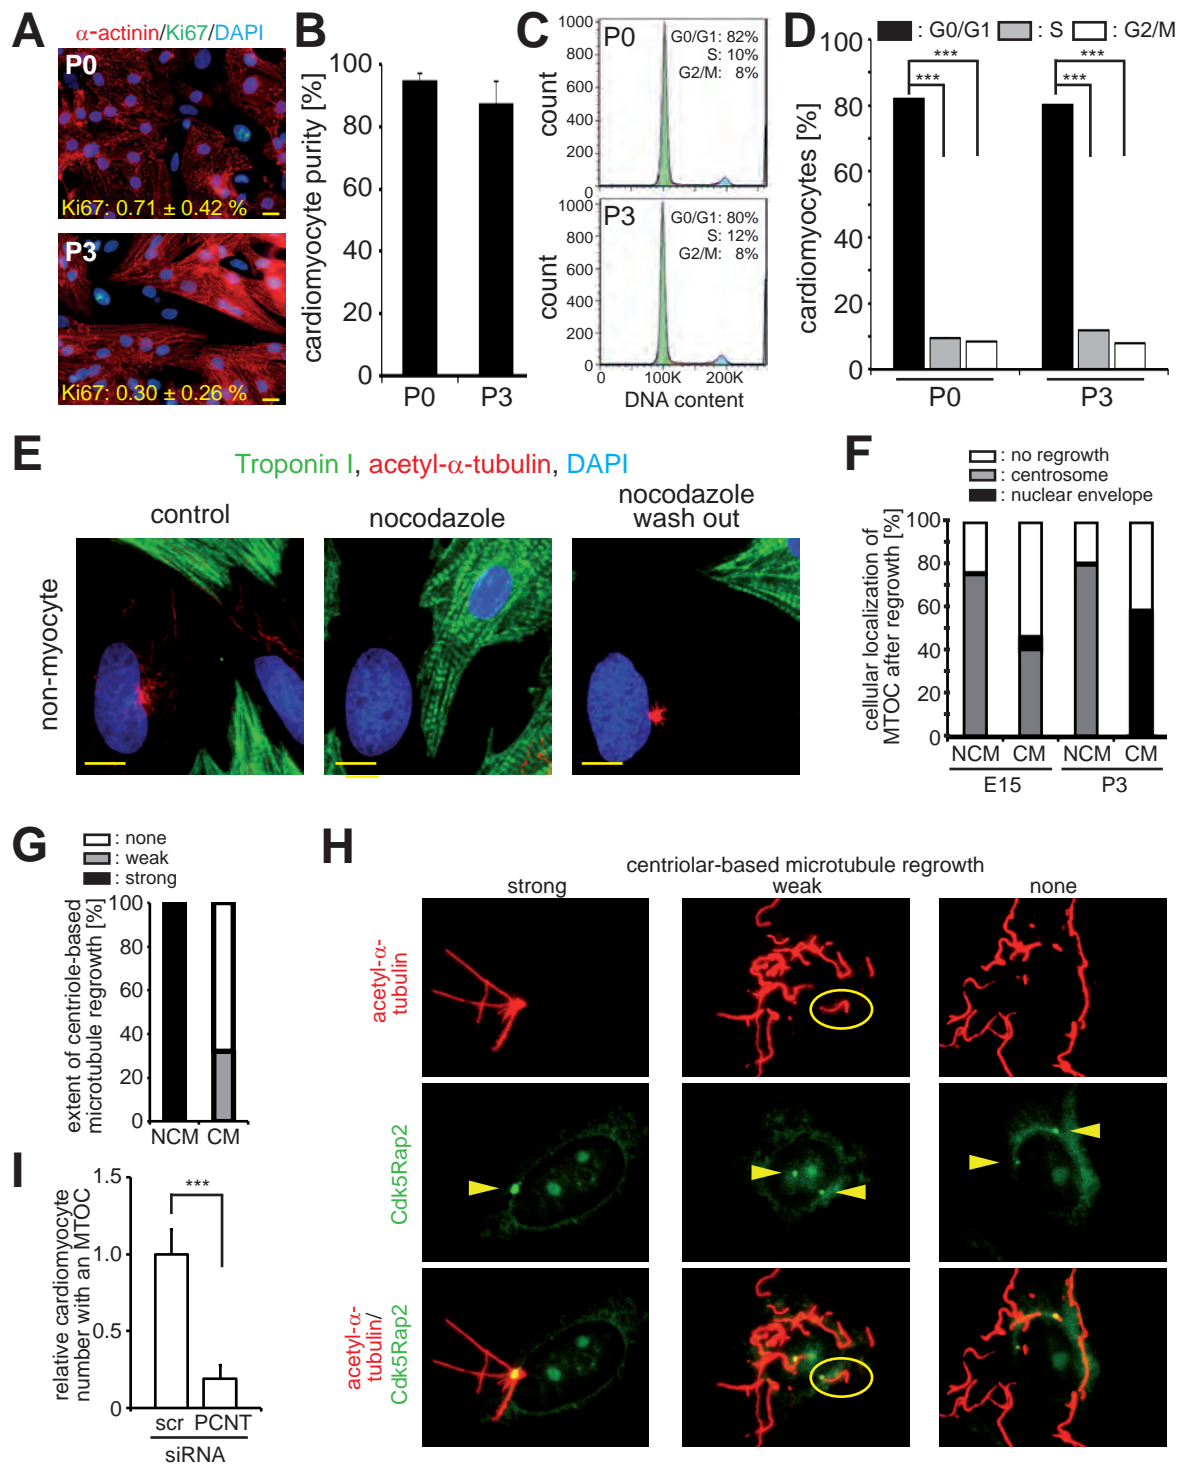 A
α-actinin/Ki67/DAPI
P0
Ki67: 0.71 ± 0.42 %
P3
Ki67: 0.30 ± 0.26 %
B
cardiomyocyte purity [%]
100
80
60
40
20
0
P0 P3
C
count
1000
800
600
400
200
0
P0
G0/G1: 82%
S: 10%
G2/M: 8%
count
1000
800
600
400
200
0
P3
G0/G1: 80%
S: 12%
G2/M: 8%
0 100K 200K
DNA content
D
: G0/G1 : S : G2/M
cardiomyocytes [%]
100
80
60
40
20
0
***
***
***
***
P0 P3
E
Troponin I, acetyl-α-tubulin, DAPI
control
nocodazole
nocodazole
wash out
non-myocyte
F
: no regrowth
: centrosome
: nuclear envelope
cellular localization of
MTOC after regrowth [%]
100
80
60
40
20
0
NCM CM NCM CM
E15 P3
G
: none
: weak
: strong
extent of centriole-based
microtubule regrowth [%]
100
80
100
60
40
20
0
NCM CM
H
centriolar-based microtubule regrowth
strong weak none
acetyl-α-
tubulin
Cdk5Rap2
acetyl-α-
tubulin/
Cdk5Rap2
I
relative cardiomyocyte
number with an MTOC
1.5
1.0
0.5
0
***
scr PCNT
siRNA